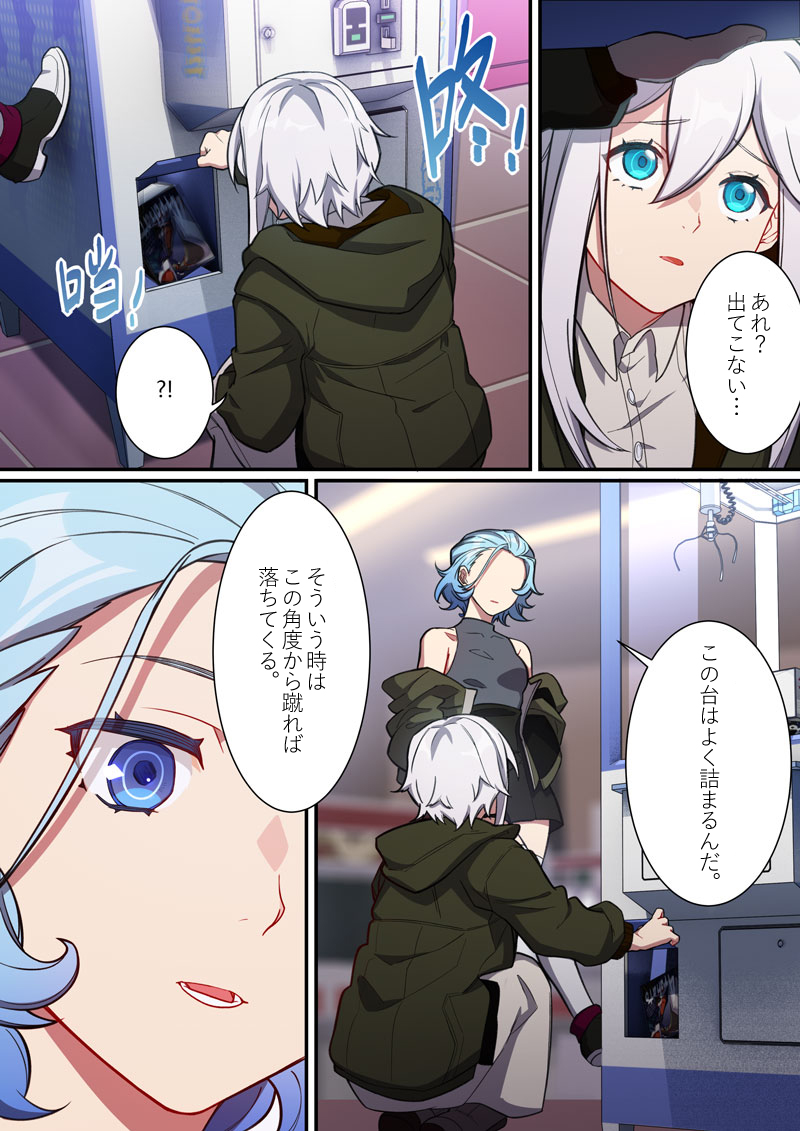 あれ?
出てこない…
咚!
咚!
?!
この台はよく詰まるんだ。
そういう時は
この角度から蹴れば
落ちてくる。